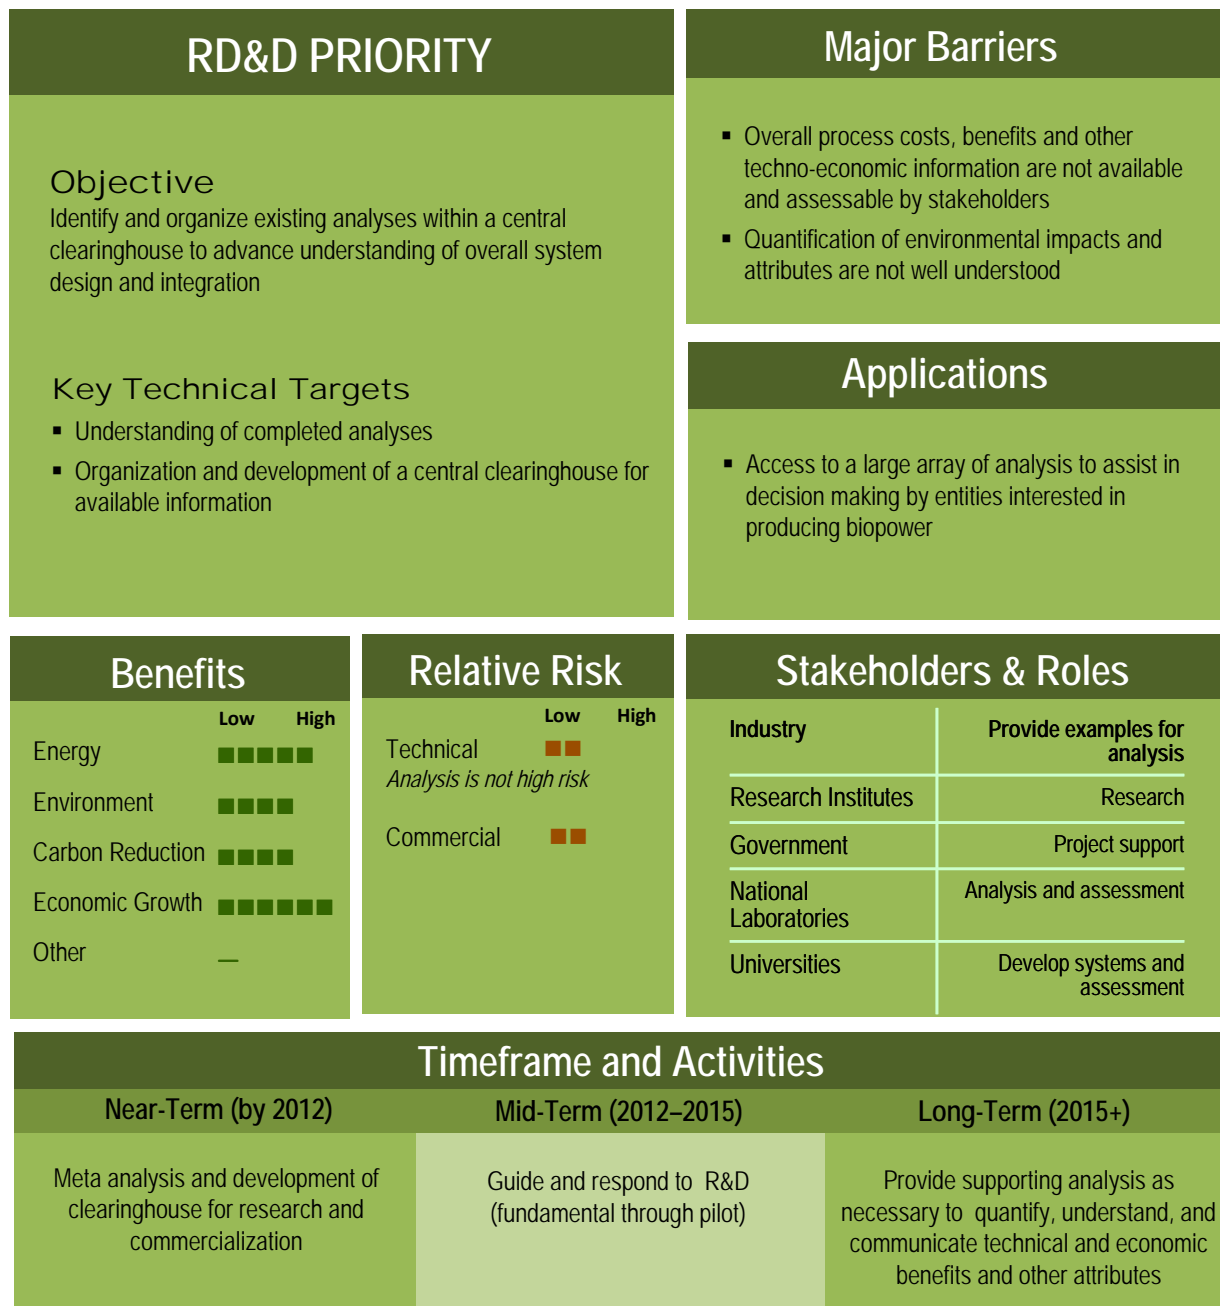 RD&D PRIORITY
Objective
Identify and organize existing analyses within a central
clearinghouse to advance understanding of overall system
design and integration
Key Technical Targets
▪ Understanding of completed analyses
▪ Organization and development of a central clearinghouse for
available information
Major Barriers
▪ Overall process costs, benefits and other
techno-economic information are not available
and assessable by stakeholders
▪ Quantification of environmental impacts and
attributes are not well understood
Applications
▪ Access to a large array of analysis to assist in
decision making by entities interested in
producing biopower
Benefits
Low High
Energy
Environment
Carbon Reduction
Economic Growth
Other —
Relative Risk
Low High
Technical
Analysis is not high risk
Commercial
Stakeholders & Roles
Industry Provide examples for
analysis
Research Institutes Research
Government Project support
National Analysis and assessment
Laboratories
Universities Develop systems and
assessment
Timeframe and Activities
Near-Term (by 2012)
Meta analysis and development of
clearinghouse for research and
commercialization
Mid-Term (2012–2015)
Guide and respond to R&D
(fundamental through pilot)
Long-Term (2015+)
Provide supporting analysis as
necessary to quantify, understand, and
communicate technical and economic
benefits and other attributes